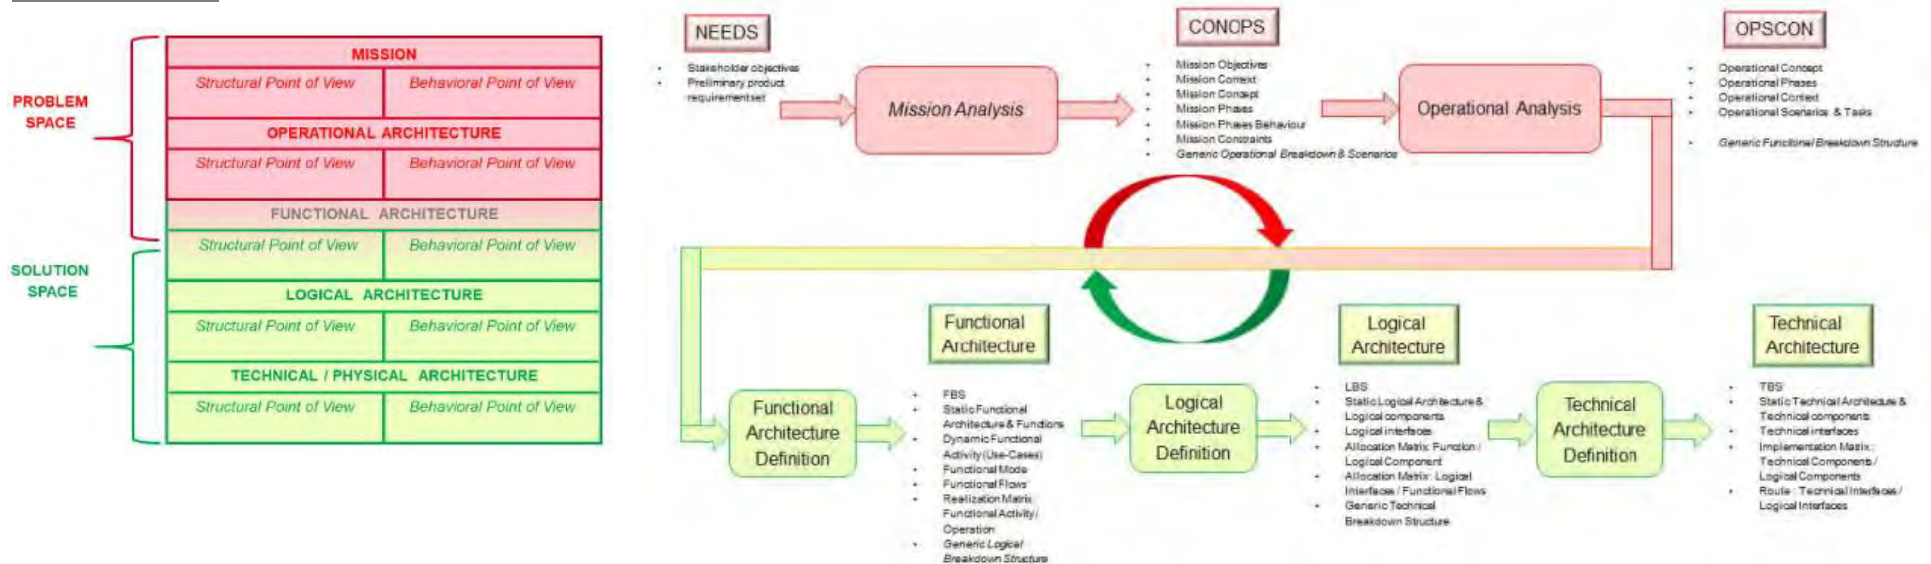 PROBLEM
SPACE
SOLUTION
SPACE
MISSION
Structural Point of View
Behavioral Point of View
OPERATIONAL ARCHITECTURE
Structural Point of View
Behavioral Point of View
FUNCTIONAL ARCHITECTURE
Structural Point of View
Behavioral Point of View
LOGICAL ARCHITECTURE
Structural Point of View
Behavioral Point of View
TECHNICAL / PHYSICAL ARCHITECTURE
Structural Point of View
Behavioral Point of View
NEEDS
• Stakeholder objectives
• Preliminary product
requirement set
Mission Analysis
CONOPS
• Mission Objectives
• Mission Context
• Mission Concept
• Mission Phases
• Mission Phases Behaviour
• Mission Constraints
• Generic Operational Breakdown & Scenarios
Operational Analysis
OPSCON
• Operational Concept
• Operational Phases
• Operational Context
• Operational Scenarios & Tasks
• Generic Functional Breakdown Structure
Functional
Architecture
Definition
Functional
Architecture
• FBS
• Static Functional
Architecture & Functions
• Dynamic Functional
Activity (Use-Cases)
• Functional Mode
• Functional Flows
• Realization Matrix
Functional Activity /
Operation
• Generic Logical
Breakdown Structure
Logical
Architecture
Definition
Logical
Architecture
• LBS
• Static Logical Architecture &
Logical components
• Logical interfaces
• Allocation Matrix: Function /
Logical Component
• Allocation Matrix: Logical
Interfaces / Functional Flows
• Generic Technical
Breakdown Structure
Technical
Architecture
Definition
Technical
Architecture
• TBS
• Static Technical Architecture &
Technical components
• Technical interfaces
• Implementation Matrix :
Technical Components /
Logical Components
• Route : Technical Interfaces /
Logical Interfaces